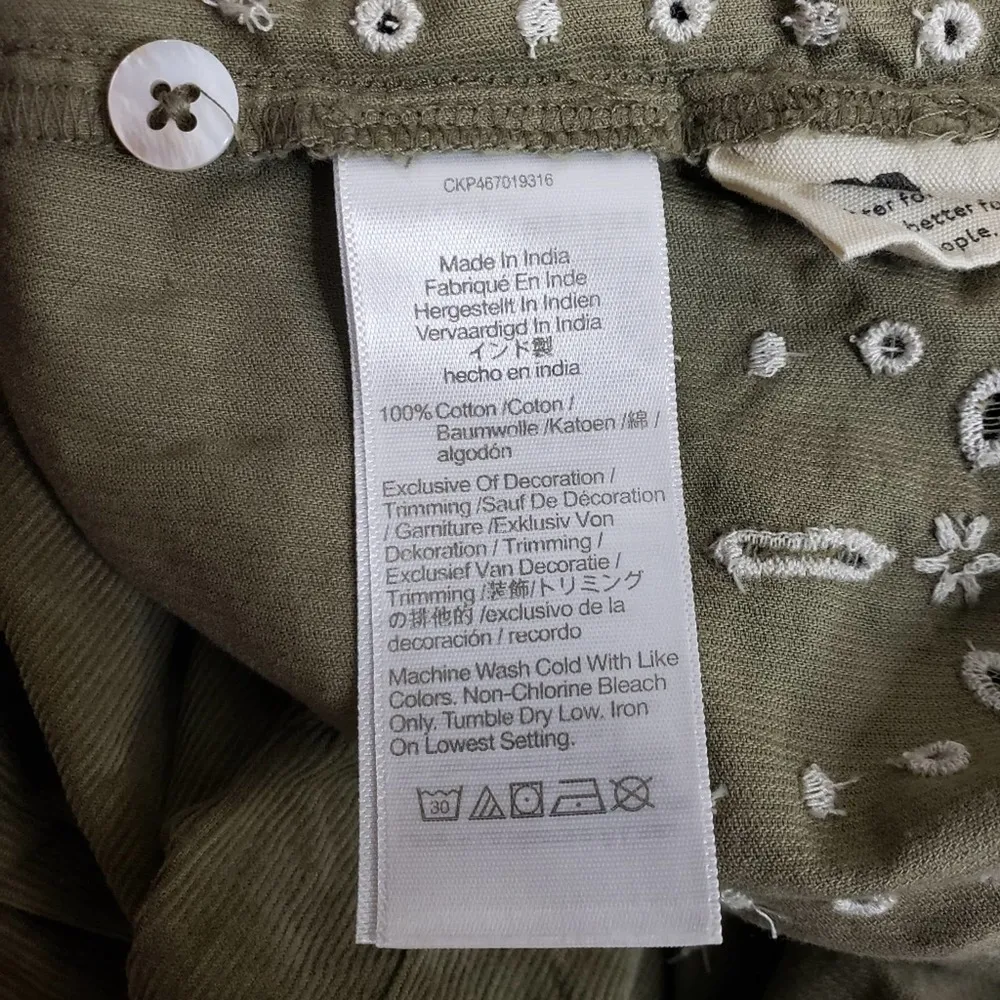 CKP467019316
Made In India
Fabriqué En Inde
Hergestellt In Indien
Vervaardigd In India
インド製
hecho en india
100% Cotton /Coton /
Baumwolle /Katoen /綿 /
algodón
Exclusive Of Decoration /
Trimming /Sauf De Décoration
/ Garniture /Exklusiv Von
Dekoration / Trimming /
Exclusief Van Decoratie /
Trimming /装飾/トリミング
の排他的 /exclusivo de la
decoración / recordo
Machine Wash Cold With Like
Colors. Non-Chlorine Bleach
Only. Tumble Dry Low. Iron
On Lowest Setting.
30
better